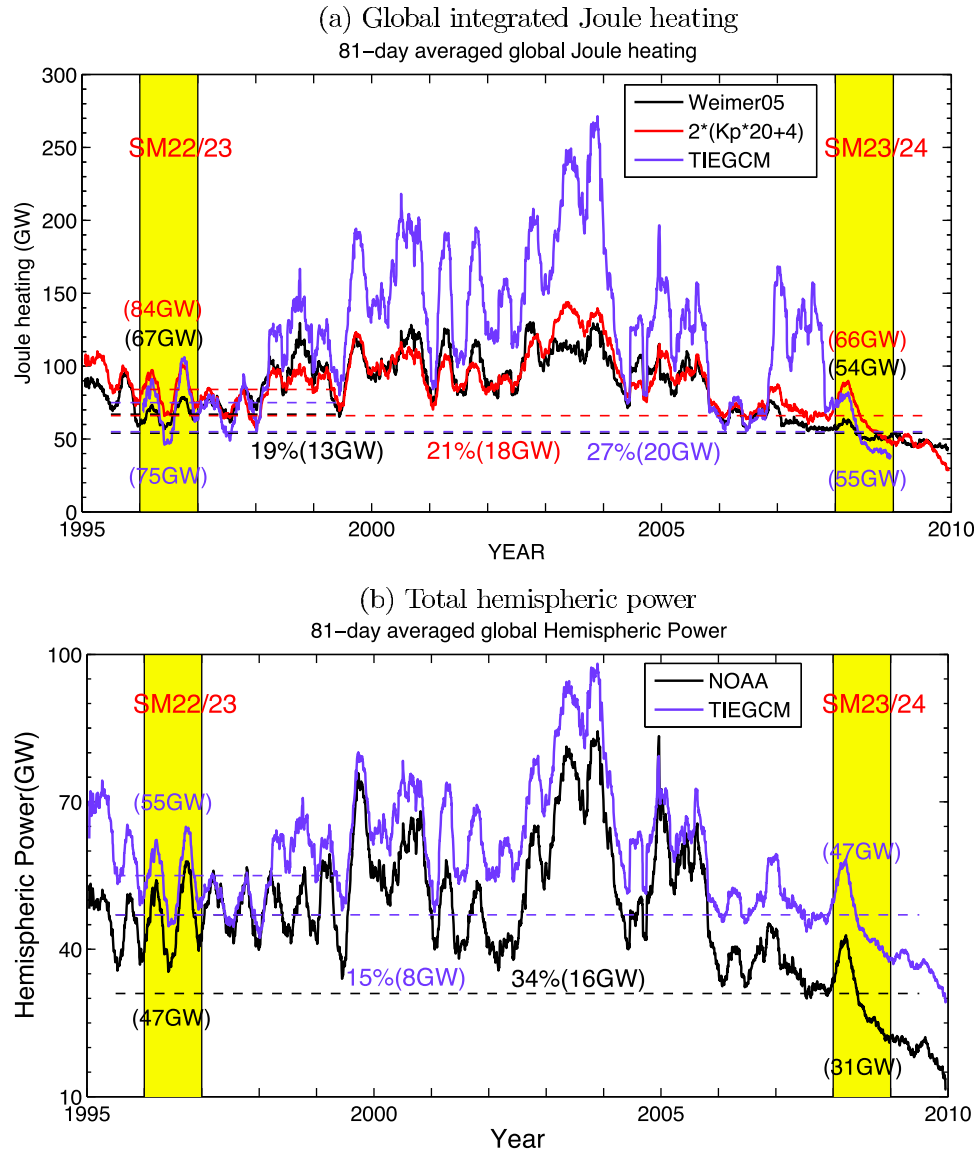 (a) Global integrated Joule heating
81-day averaged global Joule heating
300
250
200
150
100
50
0
Joule heating (GW)
Weimer05
2*(Kp*20+4)
TIEGCM
SM22/23
SM23/24
(84GW)
(67GW)
(75GW)
(66GW)
(54GW)
(55GW)
19%(13GW)
21%(18GW)
27%(20GW)
1995
2000
2005
2010
YEAR
(b) Total hemispheric power
81-day averaged global Hemispheric Power
100
70
40
10
Hemispheric Power(GW)
NOAA
TIEGCM
SM22/23
SM23/24
(55GW)
(47GW)
(47GW)
(31GW)
15%(8GW)
34%(16GW)
1995
2000
2005
2010
Year